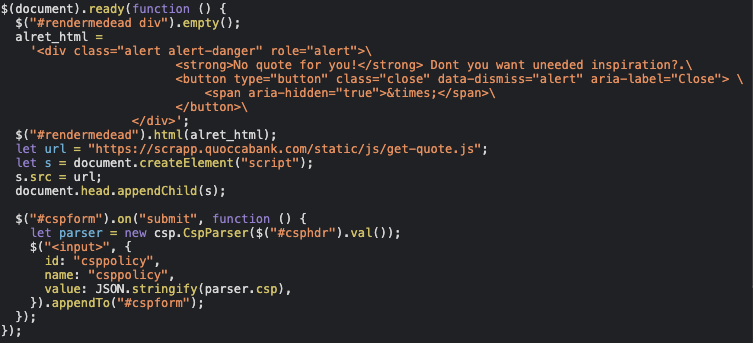 $(document).ready(function () {
  $("#rendermedead div").empty();
  alret_html =
    '<div class="alert alert-danger" role="alert">\
                        <strong>No quote for you!</strong> Dont you want uneeded inspiration?.\
                        <button type="button" class="close" data-dismiss="alert" aria-label="Close"> \
                            <span aria-hidden="true">&times;</span>\
                        </button>\
                  </div>';
  $("#rendermedead").html(alret_html);
  let url = "https://scrapp.quoccabank.com/static/js/get-quote.js";
  let s = document.createElement("script");
  s.src = url;
  document.head.appendChild(s);

  $("#cspform").on("submit", function () {
    let parser = new csp.CspParser($("#csphdr").val());
    $("<input>", {
      id: "csppolicy",
      name: "csppolicy",
      value: JSON.stringify(parser.csp),
    }).appendTo("#cspform");
  });
});